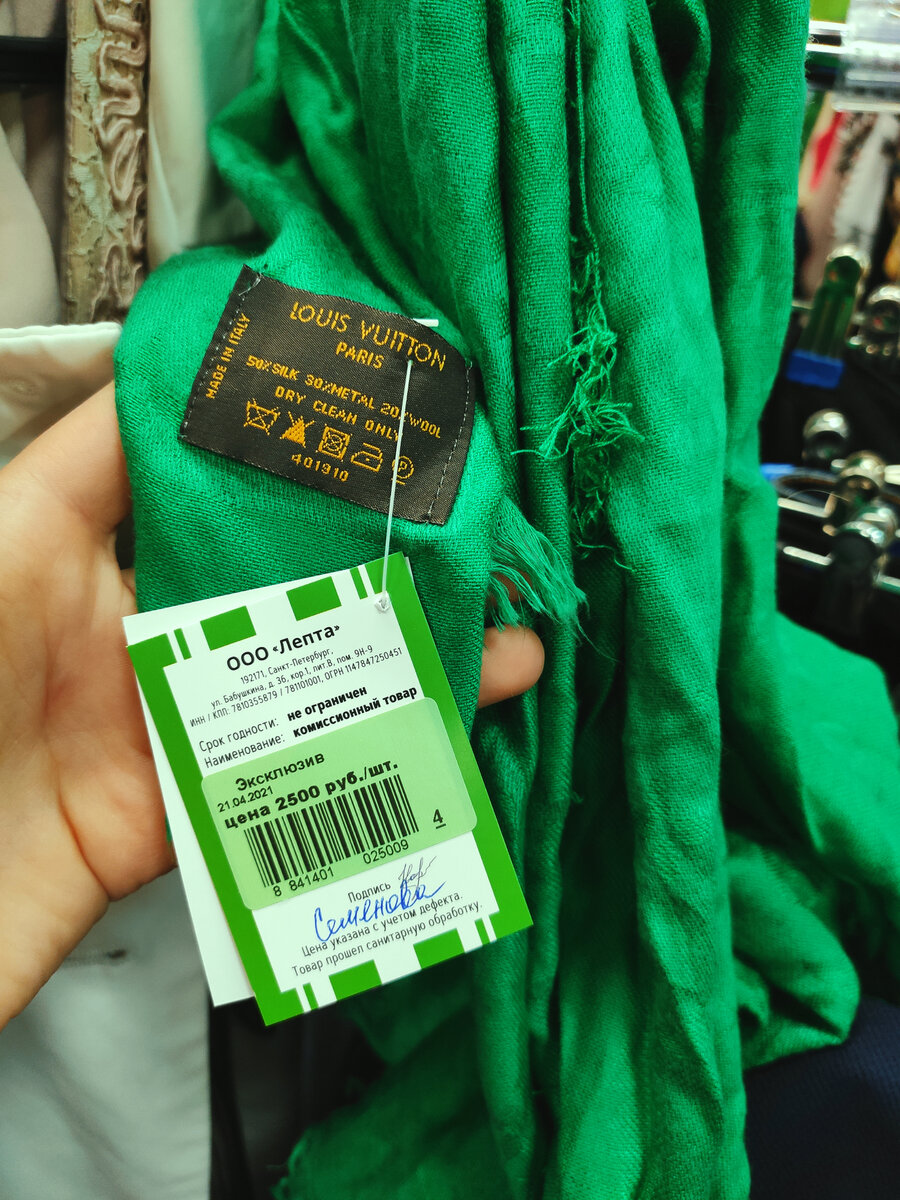 LOUIS VUITTON
PARIS
MADE IN ITALY
50%SILK 30%METAL 20%WOOL
DRY CLEAN ONLY
401910
ООО «Лепта»
192171, Санкт-Петербург,
ул. Бабушкина, д. 36, кор.1, лит.В, пом. 9Н-9
ИНН / КПП: 7810355879 / 781101001, ОГРН 1147847250451
Срок годности: не ограничен
Наименование: комиссионный товар
Эксклюзив
21.04.2021
цена 2500 руб./шт.
8 841401 025009
4
Подпись
Семенова
Цена указана с учетом дефекта.
Товар прошел санитарную обработку.